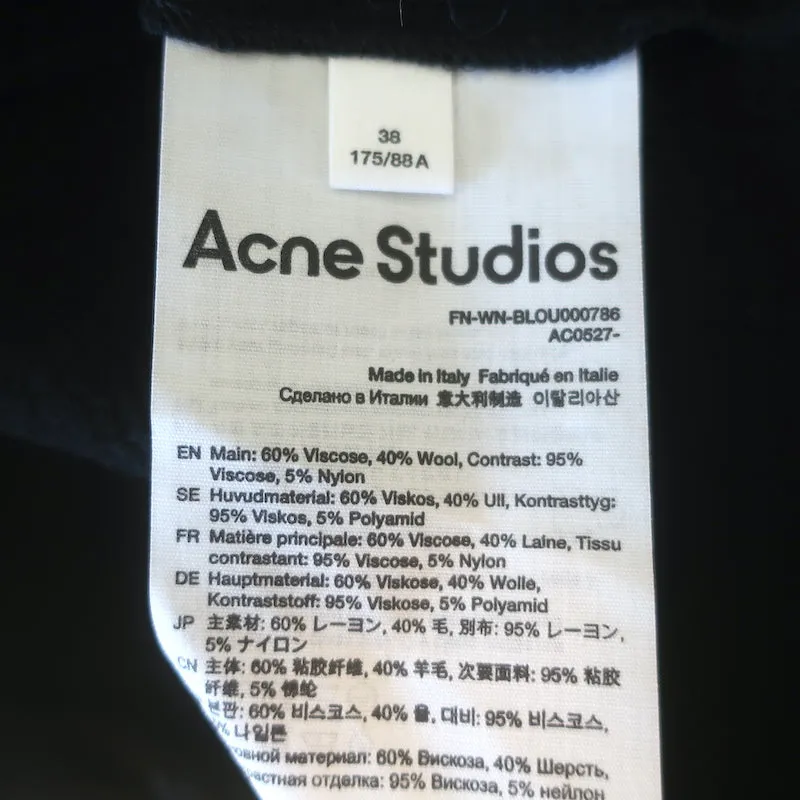 38
175/88A
Acne Studios
FN-WN-BLOU000786
AC0527-
Made in Italy Fabriqué en Italie
Сделано в Италии 意大利制造 이탈리아산
EN Main: 60% Viscose, 40% Wool, Contrast: 95%
Viscose, 5% Nylon
SE Huvudmaterial: 60% Viskos, 40% Ull, Kontrasttyg:
95% Viskos, 5% Polyamid
FR Matière principale: 60% Viscose, 40% Laine, Tissu
contrastant: 95% Viscose, 5% Nylon
DE Hauptmaterial: 60% Viskose, 40% Wolle,
Kontraststoff: 95% Viskose, 5% Polyamid
JP 主素材: 60% レーヨン, 40% 毛, 別布: 95% レーヨン,
5% ナイロン
CN 主体: 60% 粘胶纤维, 40% 羊毛, 次要面料: 95% 粘胶
纤维, 5% 锦纶
본판: 60% 비스코스, 40% 울, 대비: 95% 비스코스,
% 나일론
материал: 60% Вискоза, 40% Шерсть,
отделка: 95% Вискоза, 5% нейлон